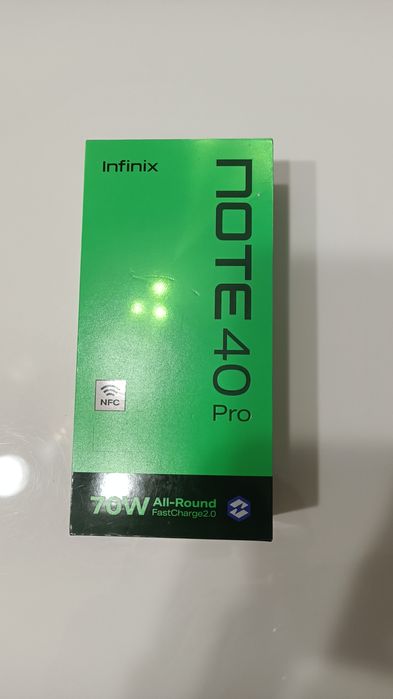 Infinix
NOTE 40
Pro
NFC
70W All-Round
FastCharge2.0